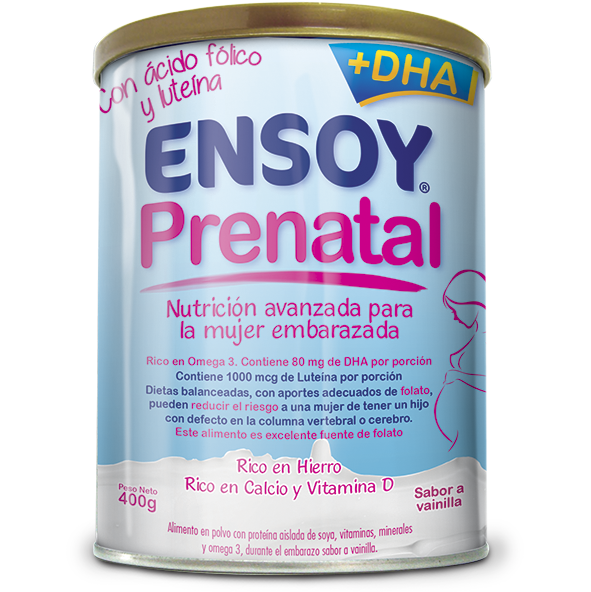 Con ácido fólico
y luteína
+DHA
ENSOY®
Prenatal
Nutrición avanzada para
la mujer embarazada
Rico en Omega 3. Contiene 80 mg de DHA por porción
Contiene 1000 mcg de Luteína por porción
Dietas balanceadas, con aportes adecuados de folato,
pueden reducir el riesgo a una mujer de tener un hijo
con defecto en la columna vertebral o cerebro.
Este alimento es excelente fuente de folato
Rico en Hierro
Rico en Calcio y Vitamina D
Peso Neto
400g
Sabor a
vainilla
Alimento en polvo con proteína aislada de soya, vitaminas, minerales
y omega 3, durante el embarazo sabor a vainilla.